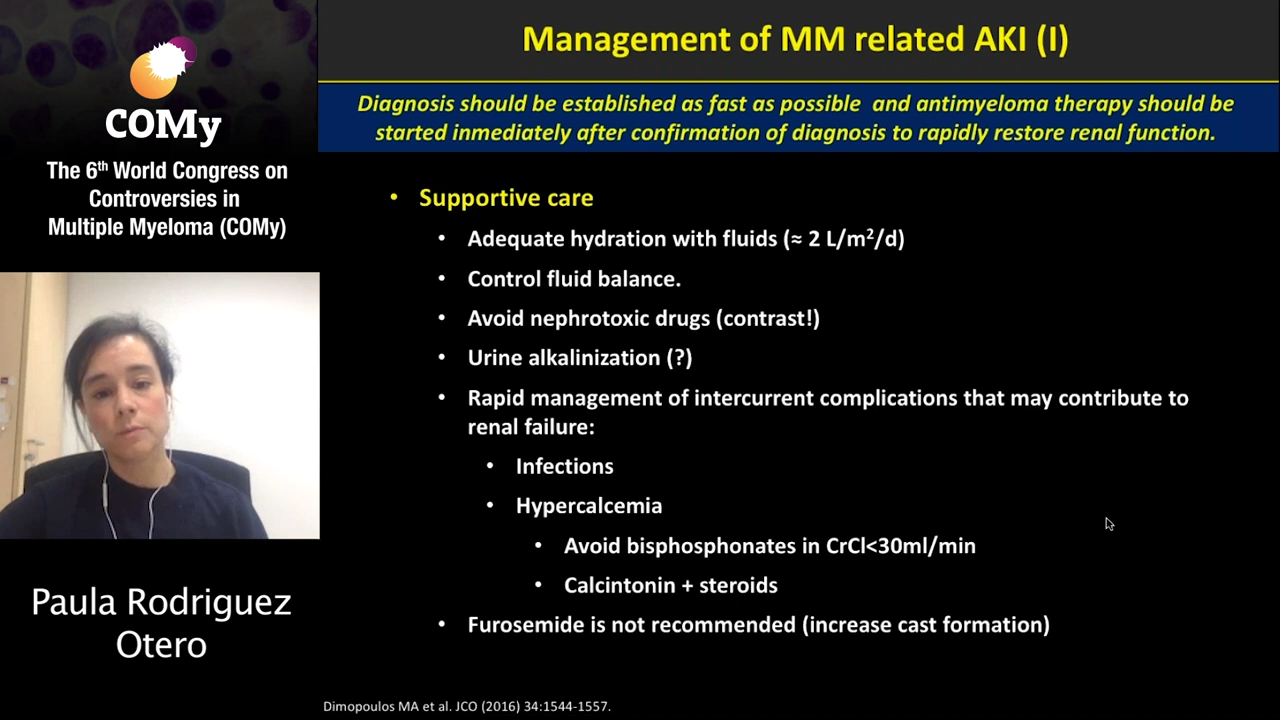 COMy
The 6th World Congress on
Controversies in
Multiple Myeloma (COMy)
Paula Rodriguez
Otero
Management of MM related AKI (I)
Diagnosis should be established as fast as possible and antimyeloma therapy should be
started inmediately after confirmation of diagnosis to rapidly restore renal function.
• Supportive care
• Adequate hydration with fluids (≈ 2 L/m²/d)
• Control fluid balance.
• Avoid nephrotoxic drugs (contrast!)
• Urine alkalinization (?)
• Rapid management of intercurrent complications that may contribute to
renal failure:
• Infections
• Hypercalcemia
• Avoid bisphosphonates in CrCl<30ml/min
• Calcintonin + steroids
• Furosemide is not recommended (increase cast formation)
Dimopoulos MA et al. JCO (2016) 34:1544-1557.